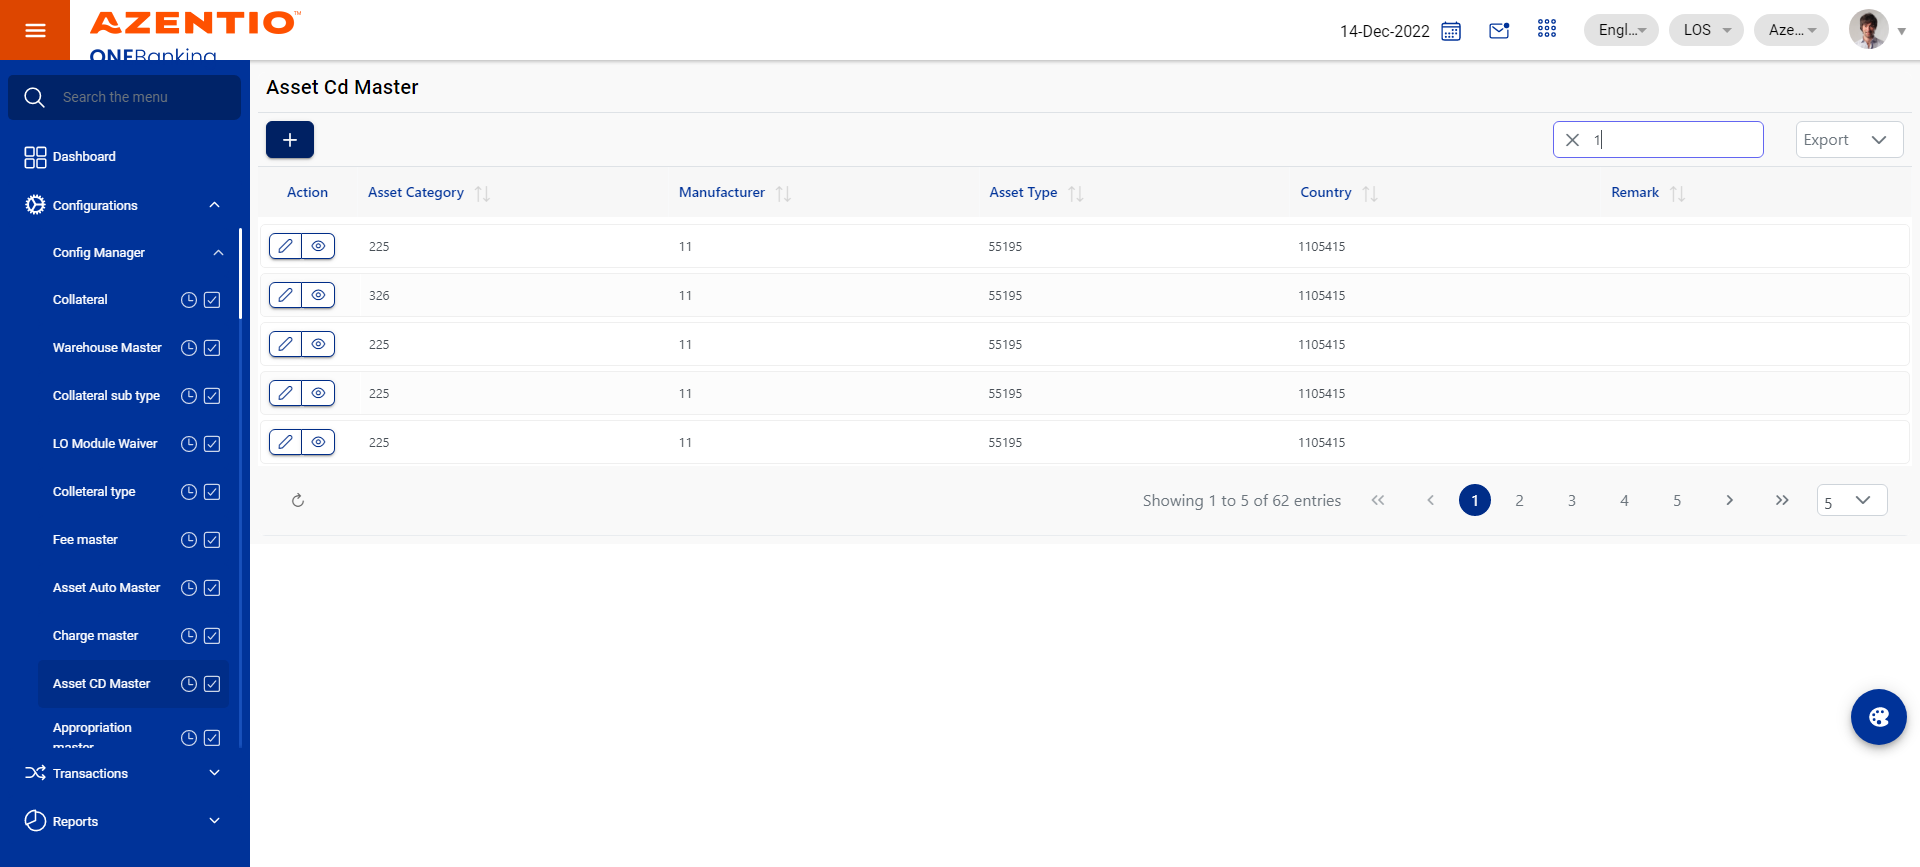 AZENTIO™
ONEBanking
14-Dec-2022
Engl...
LOS
Aze...
Search the menu
Dashboard
Configurations
Config Manager
Collateral
Warehouse Master
Collateral sub type
LO Module Waiver
Colleteral type
Fee master
Asset Auto Master
Charge master
Asset CD Master
Appropriation
master
Transactions
Reports
Asset Cd Master
+
1
Export
Action Asset Category Manufacturer Asset Type Country Remark
225 11 55195 1105415
326 11 55195 1105415
225 11 55195 1105415
225 11 55195 1105415
225 11 55195 1105415
Showing 1 to 5 of 62 entries << < 1 2 3 4 5 > >> 5